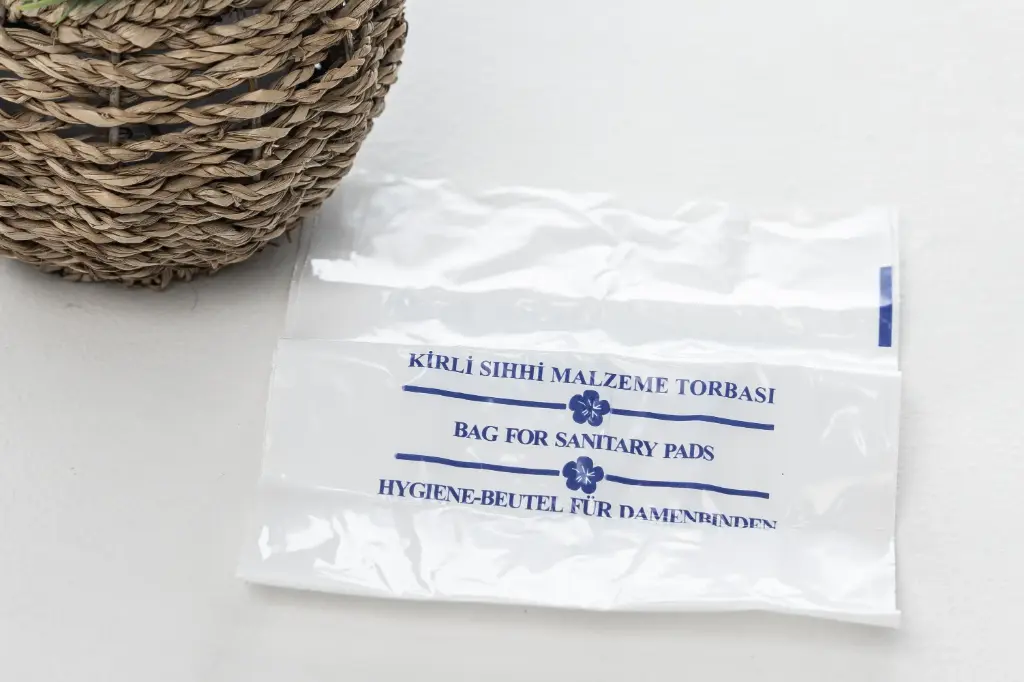 KİRLİ SIHHİ MALZEME TORBASI
BAG FOR SANITARY PADS
HYGIENE-BEUTEL FÜR DAMENBINDEN